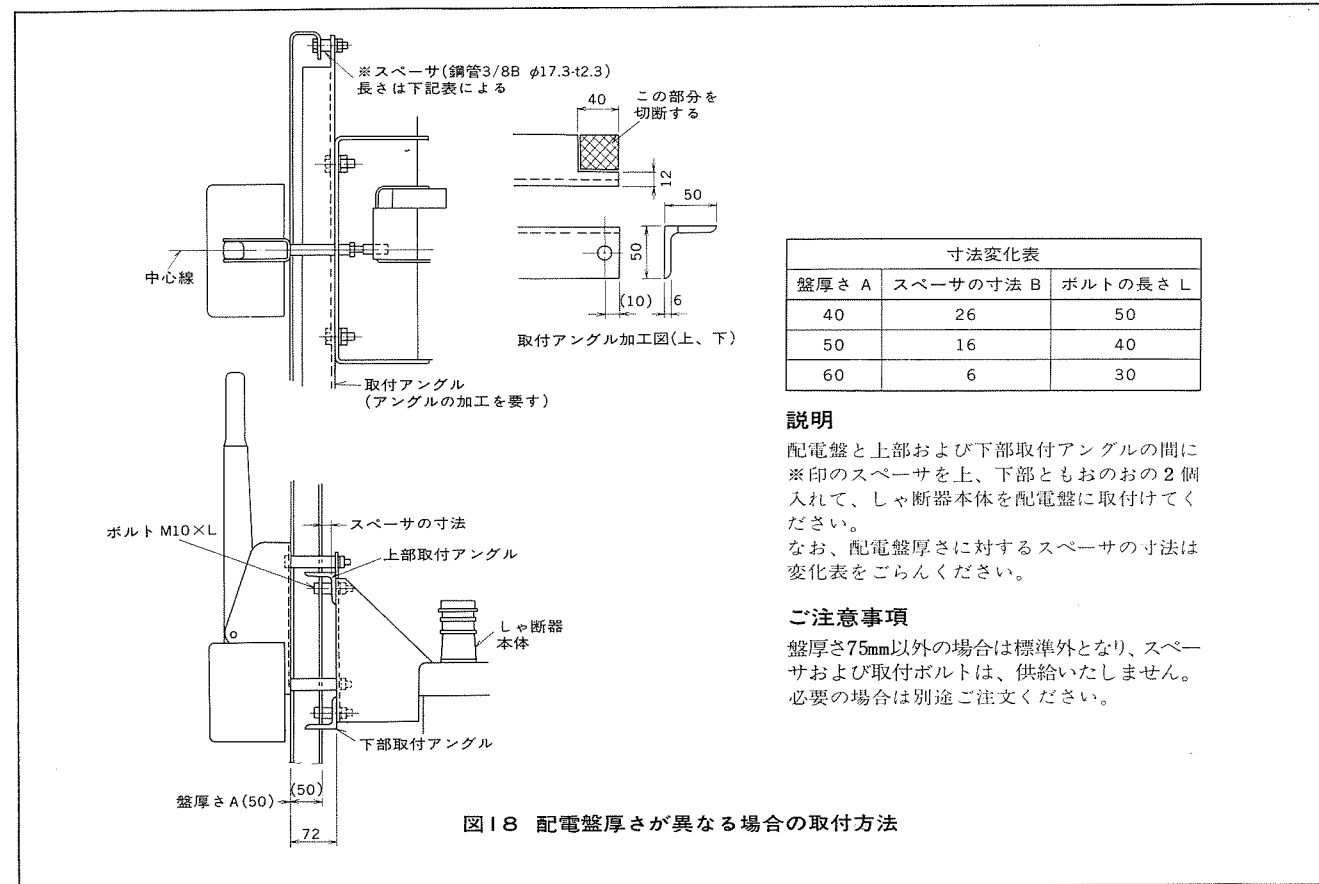 ※スペーサ(鋼管3/8B φ17.3-t2.3)
長さは下記表による
40
この部分を
切断する
12
50
50
(10)
6
取付アングル加工図(上、下)
中心線
取付アングル
(アングルの加工を要す)
寸法変化表
盤厚さ A スペーサの寸法 B ボルトの長さ L
40 26 50
50 16 40
60 6 30
説明
配電盤と上部および下部取付アングルの間に
※印のスペーサを上、下部ともおのおの2個
入れて、しゃ断器本体を配電盤に取付けてく
ださい。
なお、配電盤厚さに対するスペーサの寸法は
変化表をごらんください。
ご注意事項
盤厚さ75mm以外の場合は標準外となり、スペー
サおよび取付ボルトは、供給いたしません。
必要の場合は別途ご注文ください。
ボルト M10×L
スペーサの寸法
上部取付アングル
しゃ断器
本体
下部取付アングル
盤厚さA(50)
(50)
72
図18 配電盤厚さが異なる場合の取付方法